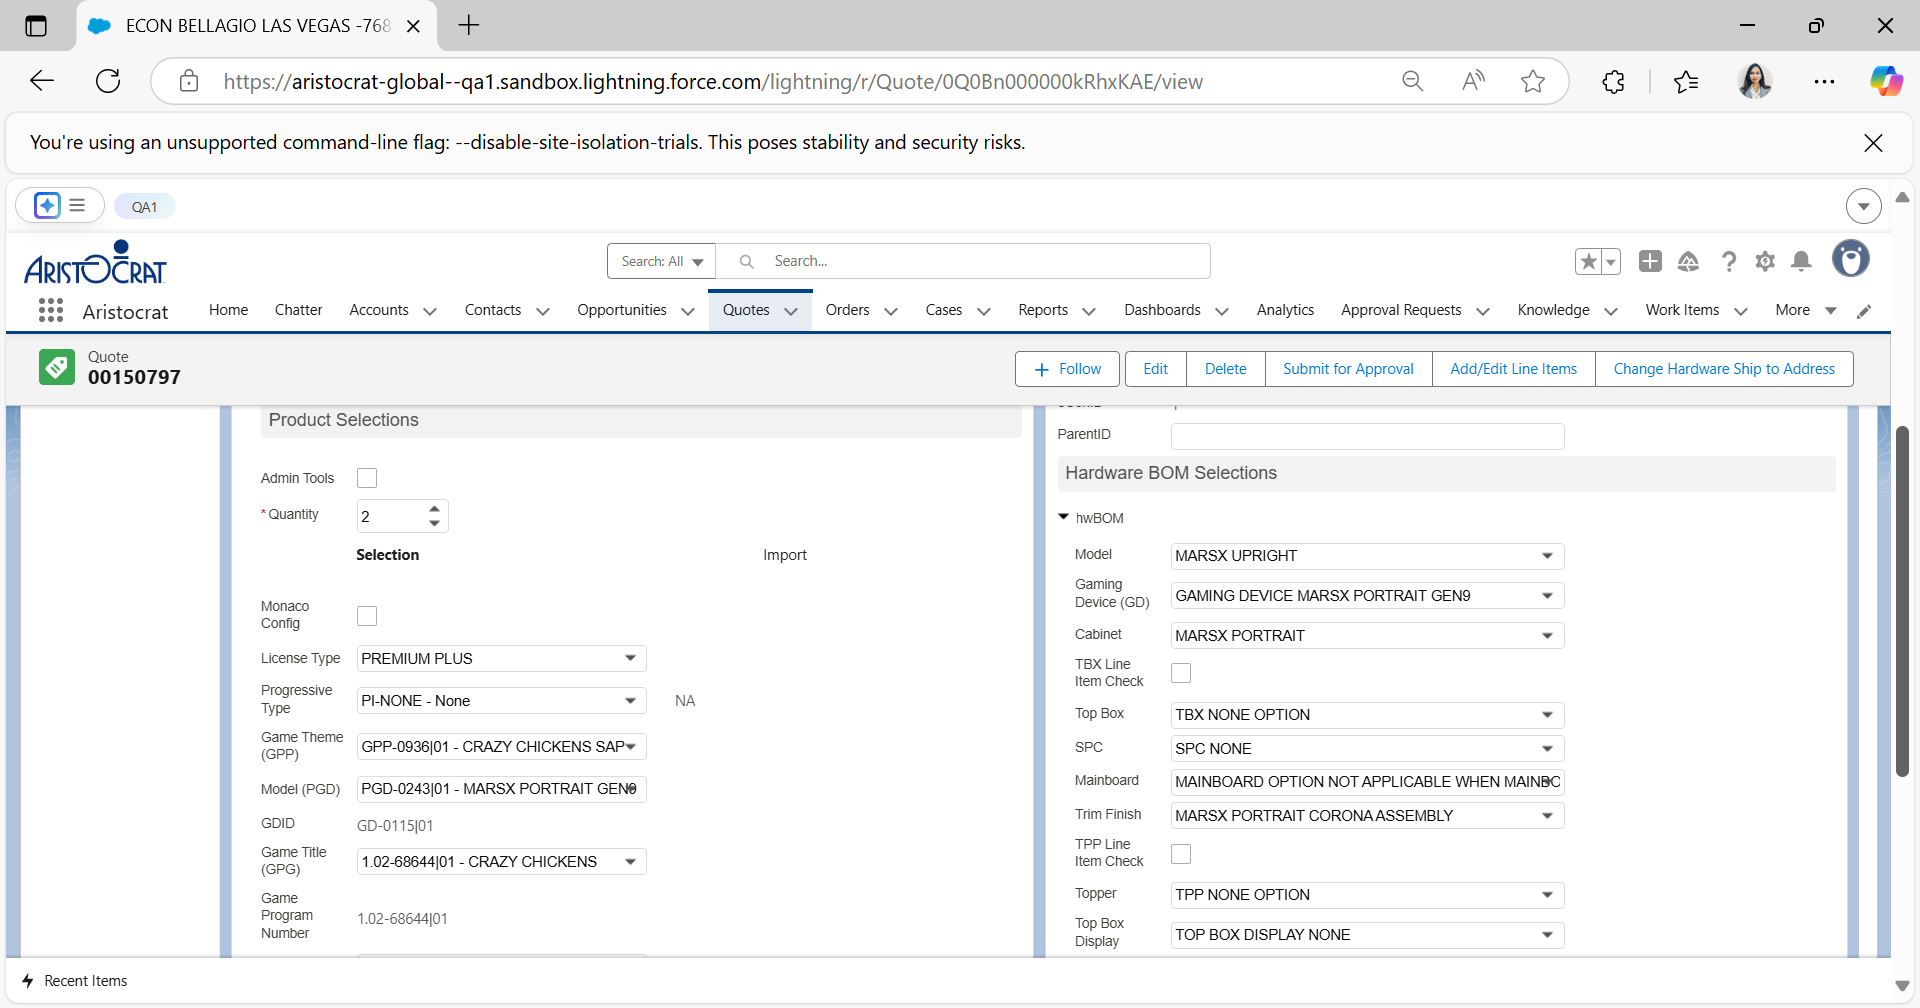 ECON BELLAGIO LAS VEGAS -768
https://aristocrat-global--qa1.sandbox.lightning.force.com/lightning/r/Quote/0Q0Bn000000kRhxKAE/view
You're using an unsupported command-line flag: --disable-site-isolation-trials. This poses stability and security risks.
QA1
ARISTOCRAT
Search: All
Search...
Aristocrat
Home
Chatter
Accounts
Contacts
Opportunities
Quotes
Orders
Cases
Reports
Dashboards
Analytics
Approval Requests
Knowledge
Work Items
More
Quote
00150797
Follow
Edit
Delete
Submit for Approval
Add/Edit Line Items
Change Hardware Ship to Address
Product Selections
Admin Tools
*Quantity
2
Selection
Import
Monaco
Config
License Type
PREMIUM PLUS
Progressive
Type
PI-NONE - None
NA
Game Theme
(GPP)
GPP-0936|01 - CRAZY CHICKENS SAP
Model (PGD)
PGD-0243|01 - MARSX PORTRAIT GEN9
GDID
GD-0115|01
Game Title
(GPG)
1.02-68644|01 - CRAZY CHICKENS
Game
Program
Number
1.02-68644|01
ParentID
Hardware BOM Selections
hwBOM
Model
MARSX UPRIGHT
Gaming
Device (GD)
GAMING DEVICE MARSX PORTRAIT GEN9
Cabinet
MARSX PORTRAIT
TBX Line
Item Check
Top Box
TBX NONE OPTION
SPC
SPC NONE
Mainboard
MAINBOARD OPTION NOT APPLICABLE WHEN MAINBO
Trim Finish
MARSX PORTRAIT CORONA ASSEMBLY
TPP Line
Item Check
Topper
TPP NONE OPTION
Top Box
Display
TOP BOX DISPLAY NONE
Recent Items